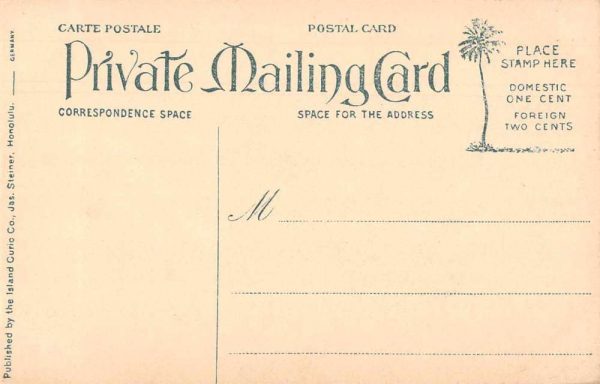 CARTE POSTALE
POSTAL CARD
Private Mailing Card
CORRESPONDENCE SPACE
SPACE FOR THE ADDRESS
PLACE
STAMP HERE
DOMESTIC
ONE CENT
FOREIGN
TWO CENTS
M
Published by the Island Curio Co., Jas. Steiner, Honolulu.
GERMANY.